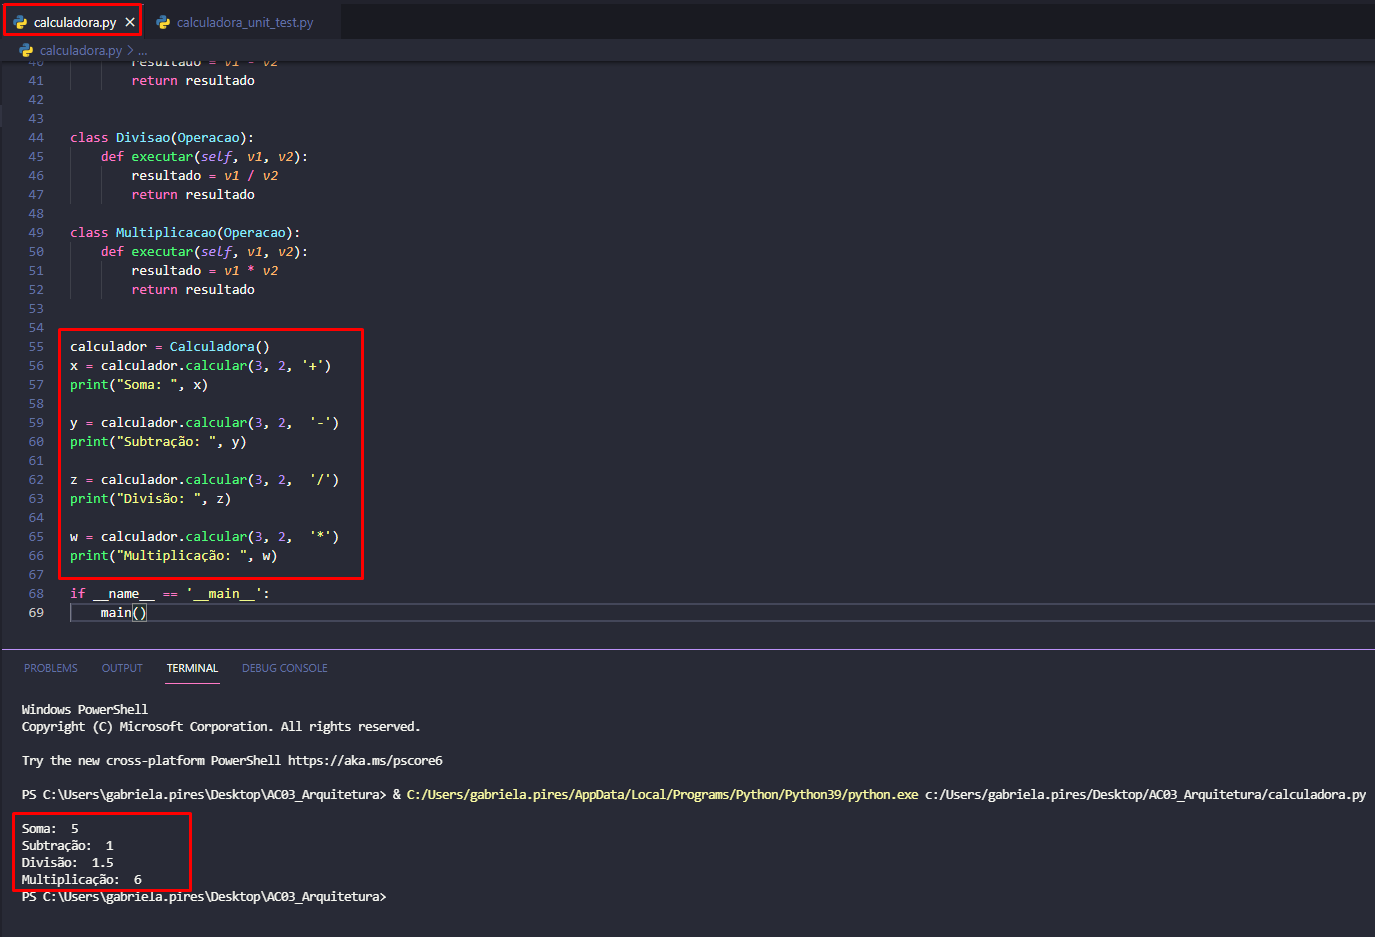 calculadora.py
calculadora_unit_test.py
calculadora.py > ...
40 resultado = v1 - v2
41 return resultado
42
43
44 class Divisao(Operacao):
45 def executar(self, v1, v2):
46 resultado = v1 / v2
47 return resultado
48
49 class Multiplicacao(Operacao):
50 def executar(self, v1, v2):
51 resultado = v1 * v2
52 return resultado
53
54
55 calculador = Calculadora()
56 x = calculador.calcular(3, 2, '+')
57 print("Soma: ", x)
58
59 y = calculador.calcular(3, 2,  '-')
60 print("Subtração: ", y)
61
62 z = calculador.calcular(3, 2,  '/')
63 print("Divisão: ", z)
64
65 w = calculador.calcular(3, 2,  '*')
66 print("Multiplicação: ", w)
67
68 if __name__ == '__main__':
69 main()
PROBLEMS OUTPUT TERMINAL DEBUG CONSOLE
Windows PowerShell
Copyright (C) Microsoft Corporation. All rights reserved.
Try the new cross-platform PowerShell https://aka.ms/pscore6
PS C:\Users\gabriela.pires\Desktop\AC03_Arquitetura> & C:/Users/gabriela.pires/AppData/Local/Programs/Python/Python39/python.exe c:/Users/gabriela.pires/Desktop/AC03_Arquitetura/calculadora.py
Soma:  5
Subtração:  1
Divisão:  1.5
Multiplicação:  6
PS C:\Users\gabriela.pires\Desktop\AC03_Arquitetura>